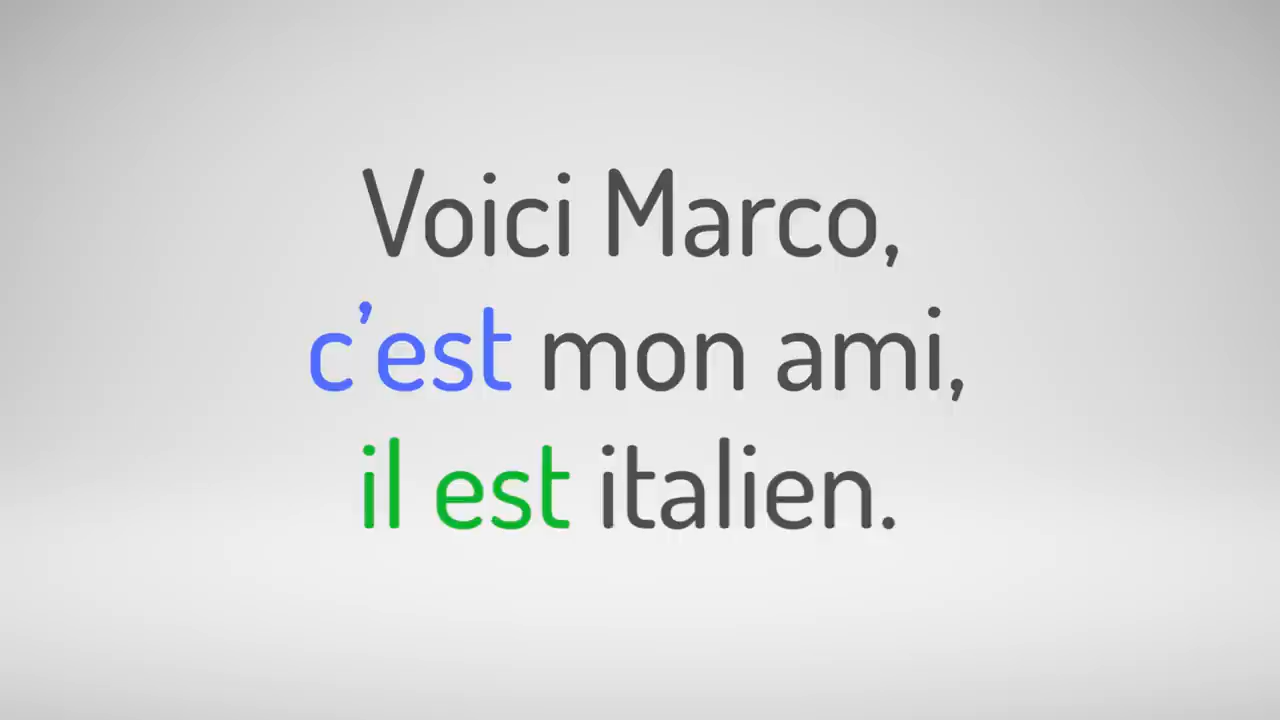 Voici Marco,
c’est mon ami,
il est italien.